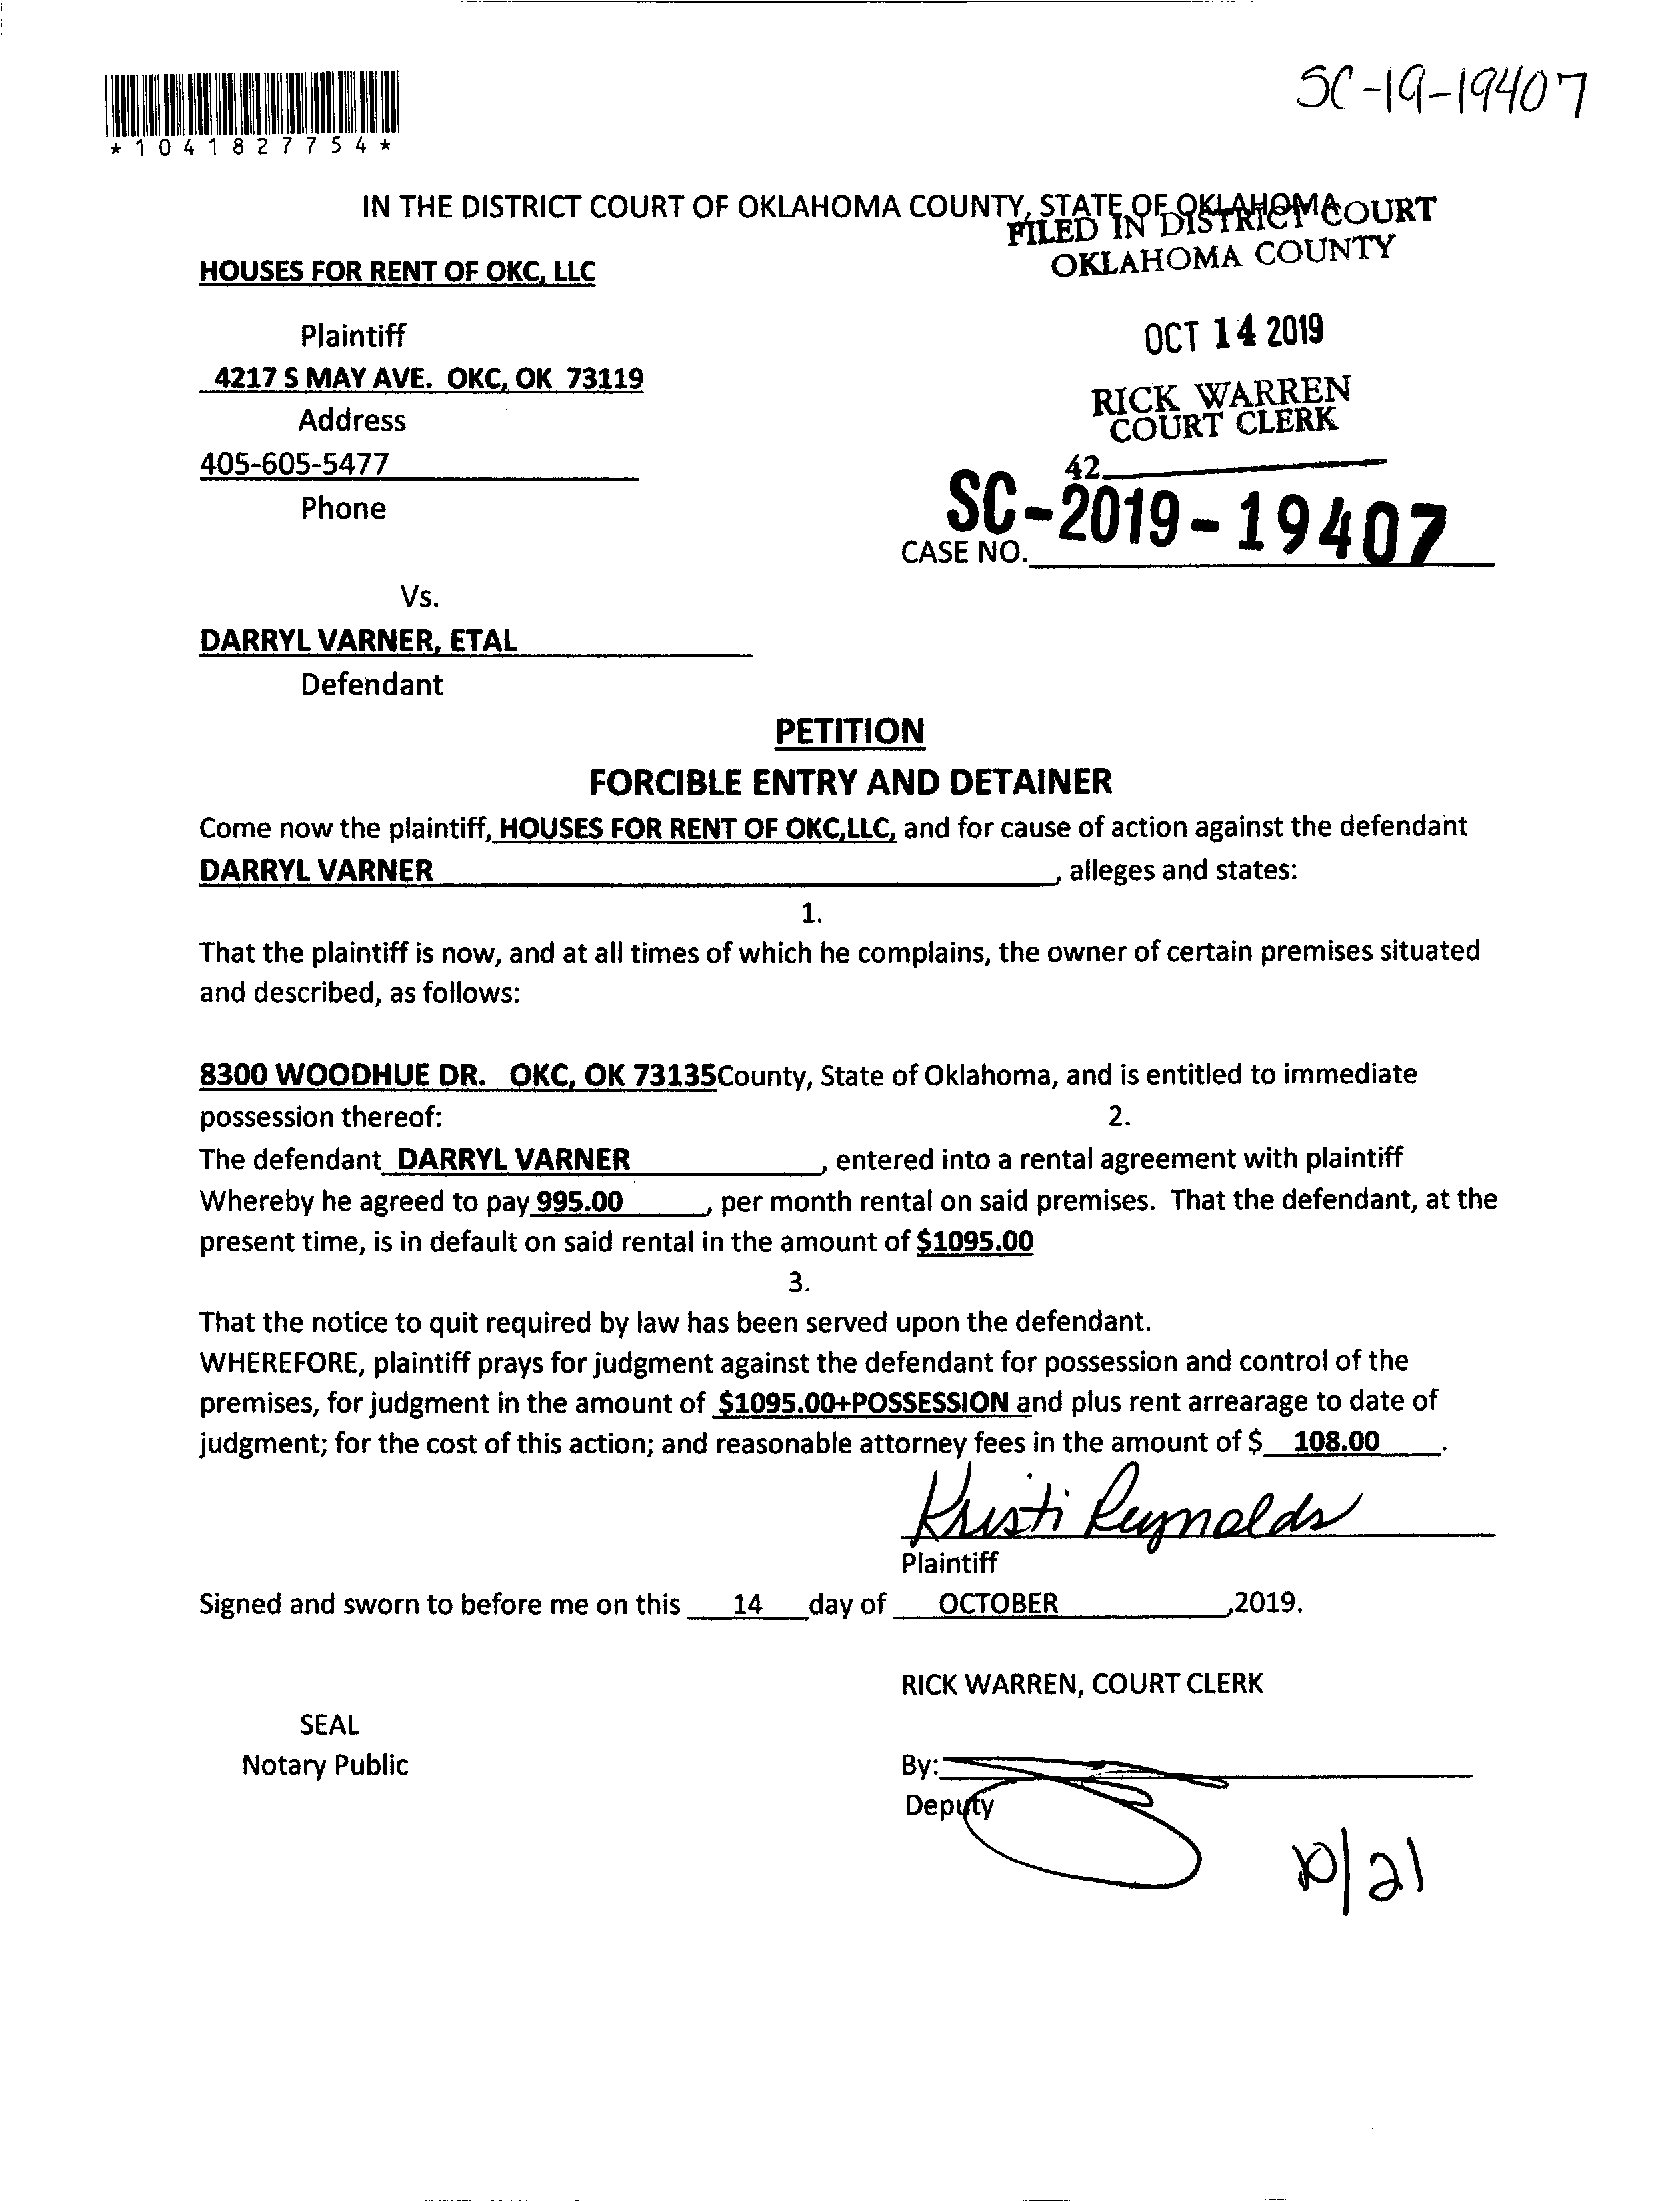 SC-19-19407
*1041827754*
IN THE DISTRICT COURT OF OKLAHOMA COUNTY, STATE OF OKLAHOMA
FILED IN DISTRICT COURT
OKLAHOMA COUNTY
HOUSES FOR RENT OF OKC, LLC
Plaintiff
OCT 14 2019
4217 S MAY AVE. OKC, OK 73119
Address
RICK WARREN
COURT CLERK
405-605-5477
42
Phone
SC-2019-19407
CASE NO.
Vs.
DARRYL VARNER, ETAL
Defendant
PETITION
FORCIBLE ENTRY AND DETAINER
Come now the plaintiff, HOUSES FOR RENT OF OKC,LLC, and for cause of action against the defendant
DARRYL VARNER, alleges and states:
1.
That the plaintiff is now, and at all times of which he complains, the owner of certain premises situated
and described, as follows:
8300 WOODHUE DR. OKC, OK 73135County, State of Oklahoma, and is entitled to immediate
possession thereof: 2.
The defendant DARRYL VARNER, entered into a rental agreement with plaintiff
Whereby he agreed to pay 995.00, per month rental on said premises. That the defendant, at the
present time, is in default on said rental in the amount of $1095.00
3.
That the notice to quit required by law has been served upon the defendant.
WHEREFORE, plaintiff prays for judgment against the defendant for possession and control of the
premises, for judgment in the amount of $1095.00+POSSESSION and plus rent arrearage to date of
judgment; for the cost of this action; and reasonable attorney fees in the amount of $ 108.00.
Kristi Reynolds
Plaintiff
Signed and sworn to before me on this 14 day of OCTOBER,2019.
RICK WARREN, COURT CLERK
SEAL
Notary Public
By:
Deputy
10/21